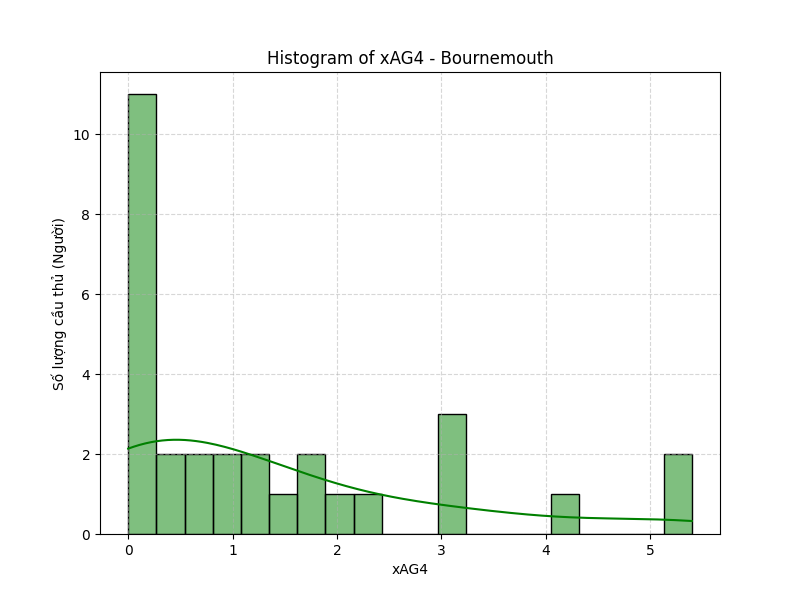 Histogram of xAG4 - Bournemouth
Số lượng cầu thủ (Người)
10
8
6
4
2
0
0 1 2 3 4 5
xAG4